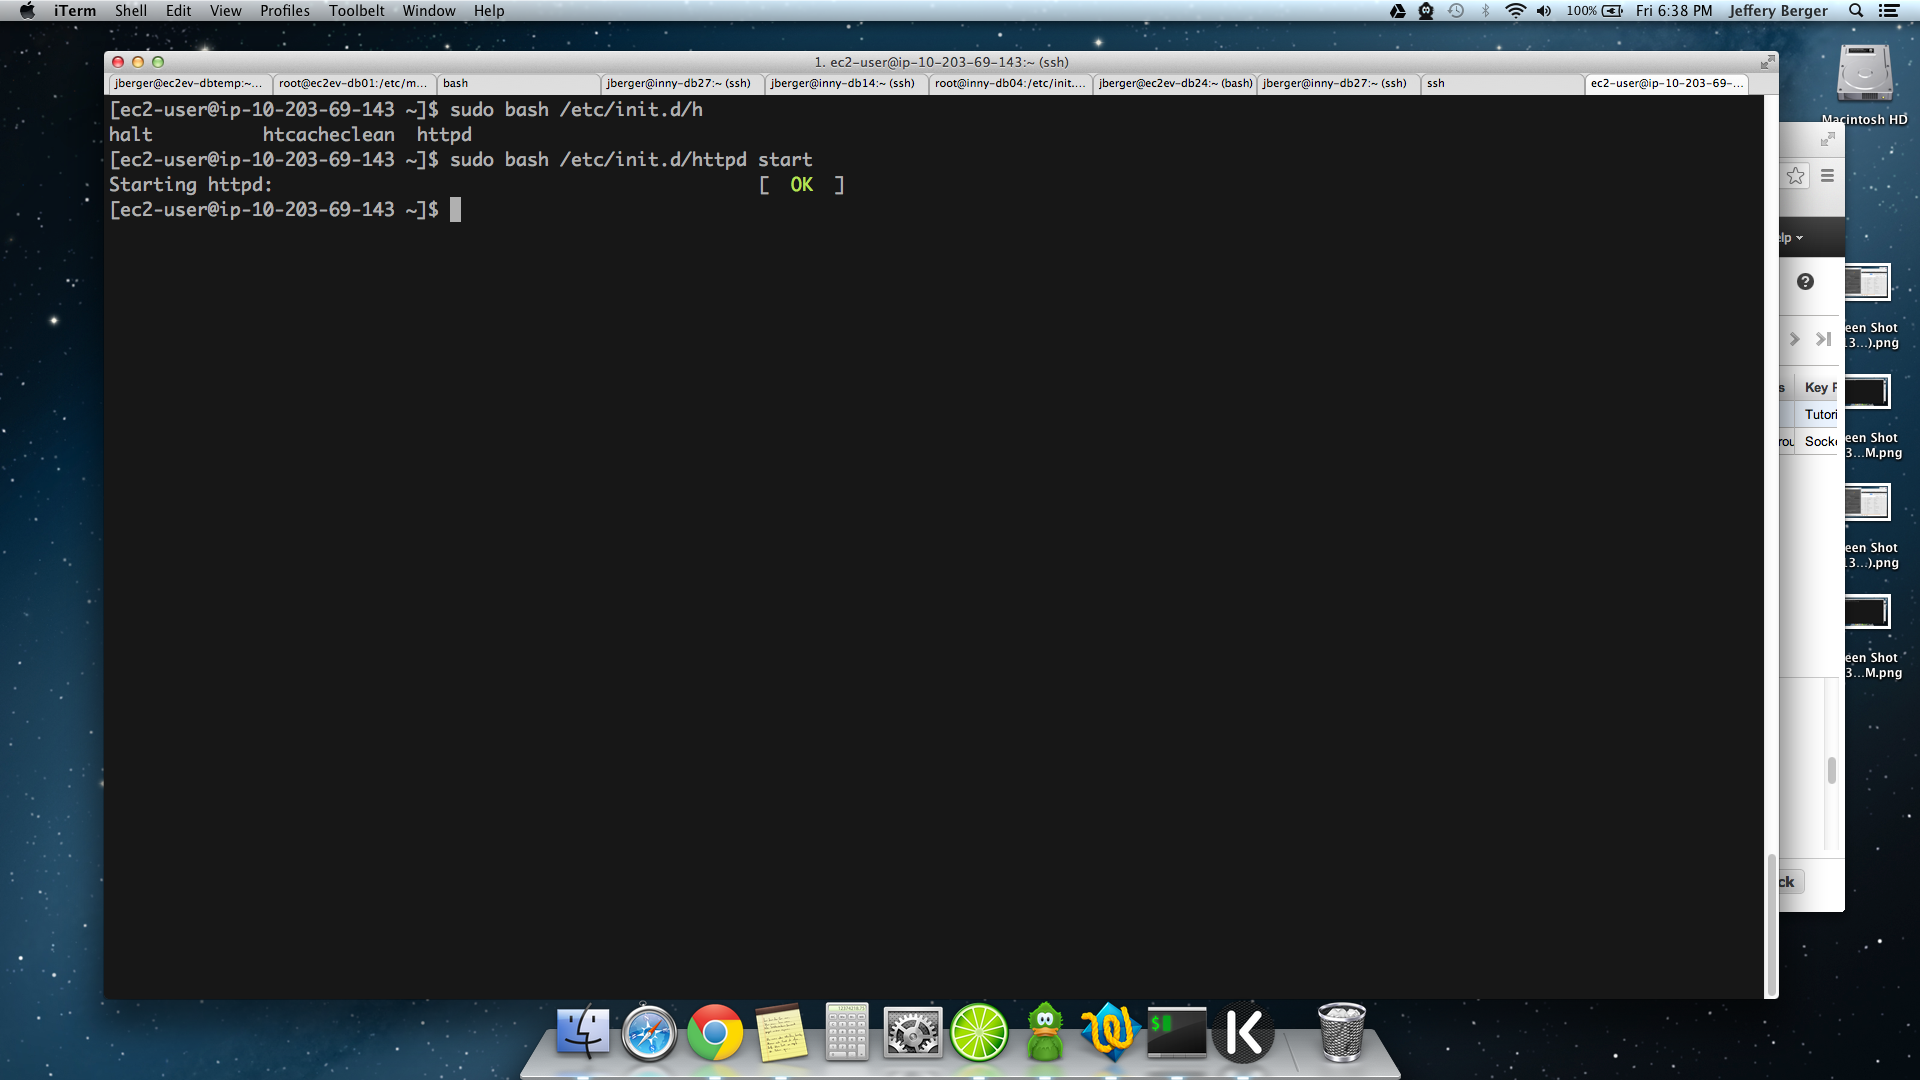 iTerm Shell Edit View Profiles Toolbelt Window Help 100% Fri 6:38 PM Jeffery Berger
1. ec2-user@ip-10-203-69-143:~ (ssh)
jberger@ec2ev-dbtemp:~... root@ec2ev-db01:/etc/m... bash jberger@inny-db27:~ (ssh) jberger@inny-db14:~ (ssh) root@inny-db04:/etc/init.... jberger@ec2ev-db24:~ (bash) jberger@inny-db27:~ (ssh) ssh ec2-user@ip-10-203-69-...
[ec2-user@ip-10-203-69-143 ~]$ sudo bash /etc/init.d/h
halt htcacheclean httpd
[ec2-user@ip-10-203-69-143 ~]$ sudo bash /etc/init.d/httpd start
Starting httpd: [ OK ]
[ec2-user@ip-10-203-69-143 ~]$
Macintosh HD
elp
een Shot
13...).png
s Key P
Tutori
rou Socke
een Shot
3...M.png
een Shot
13...).png
een Shot
3...M.png
ck
$